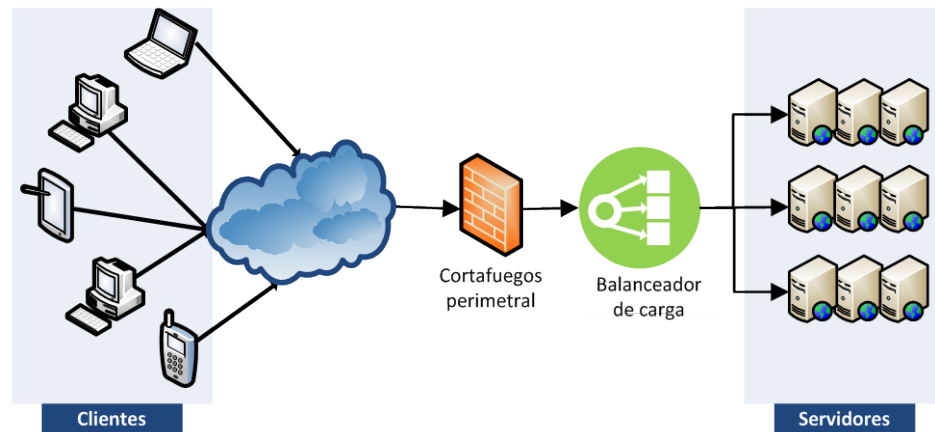 Cortafuegos
perimetral
Balanceador
de carga
Clientes
Servidores